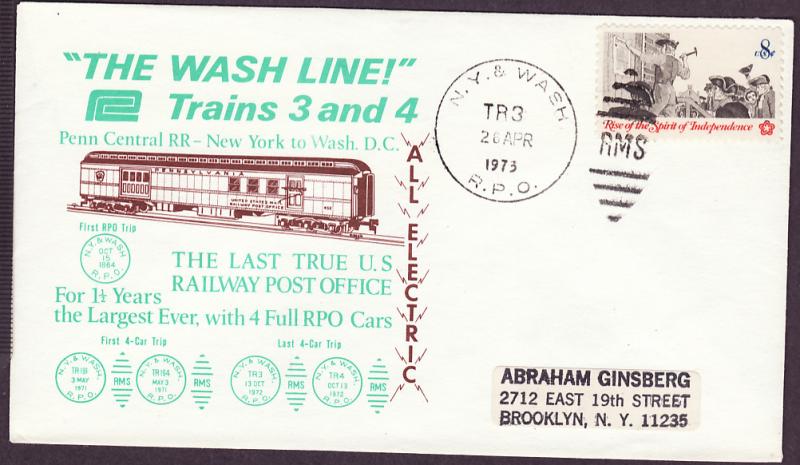 "THE WASH LINE!"
Trains 3 and 4
Penn Central RR - New York to Wash. D.C.
ALL ELECTRIC
PENNSYLVANIA
UNITED STATES MAIL
RAILWAY POST OFFICE
First RPO Trip
N.Y. & WASH
OCT
15
1864
R.P.O.
THE LAST TRUE U.S
RAILWAY POST OFFICE
For 1½ Years
the Largest Ever, with 4 Full RPO Cars
First 4-Car Trip
Last 4-Car Trip
N.Y. & WASH
3 MAY
1971
R.P.O.
RMS
N.Y. & WASH
MAY 3
1971
R.P.O.
RMS
N.Y. & WASH
TR3
13 OCT
1972
R.P.O.
RMS
N.Y. & WASH
TR4
OCT 13
1972
R.P.O.
RMS
N.Y. & WASH
TR3
26 APR
1973
R.P.O.
RMS
8
US¢
Rise of the Spirit of Independence
ABRAHAM GINSBERG
2712 EAST 19th STREET
BROOKLYN, N. Y. 11235